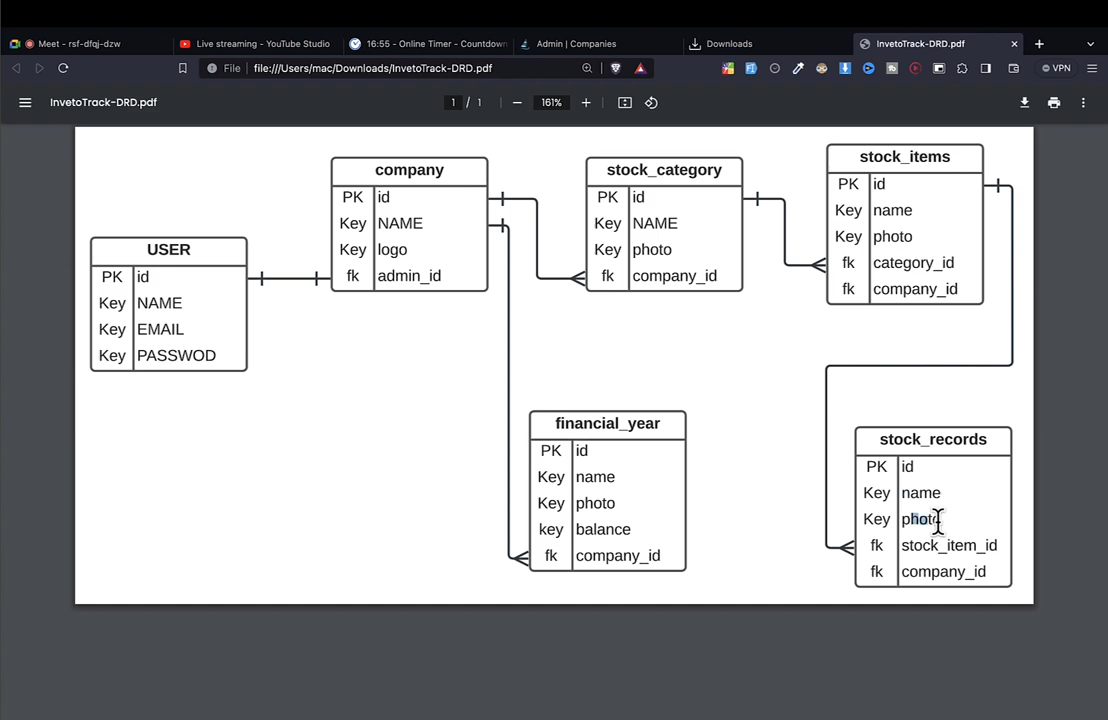 Meet - rsf-dfqj-dzw
Live streaming - YouTube Studio
16:55 - Online Timer - Countdown
Admin | Companies
Downloads
InvetoTrack-DRD.pdf
File
file:///Users/mac/Downloads/InvetoTrack-DRD.pdf
VPN
InvetoTrack-DRD.pdf
1 / 1
161%
USER
PK id
Key NAME
Key EMAIL
Key PASSWOD
company
PK id
Key NAME
Key logo
fk admin_id
stock_category
PK id
Key NAME
Key photo
fk company_id
stock_items
PK id
Key name
Key photo
fk category_id
fk company_id
financial_year
PK id
Key name
Key photo
key balance
fk company_id
stock_records
PK id
Key name
Key photo
fk stock_item_id
fk company_id